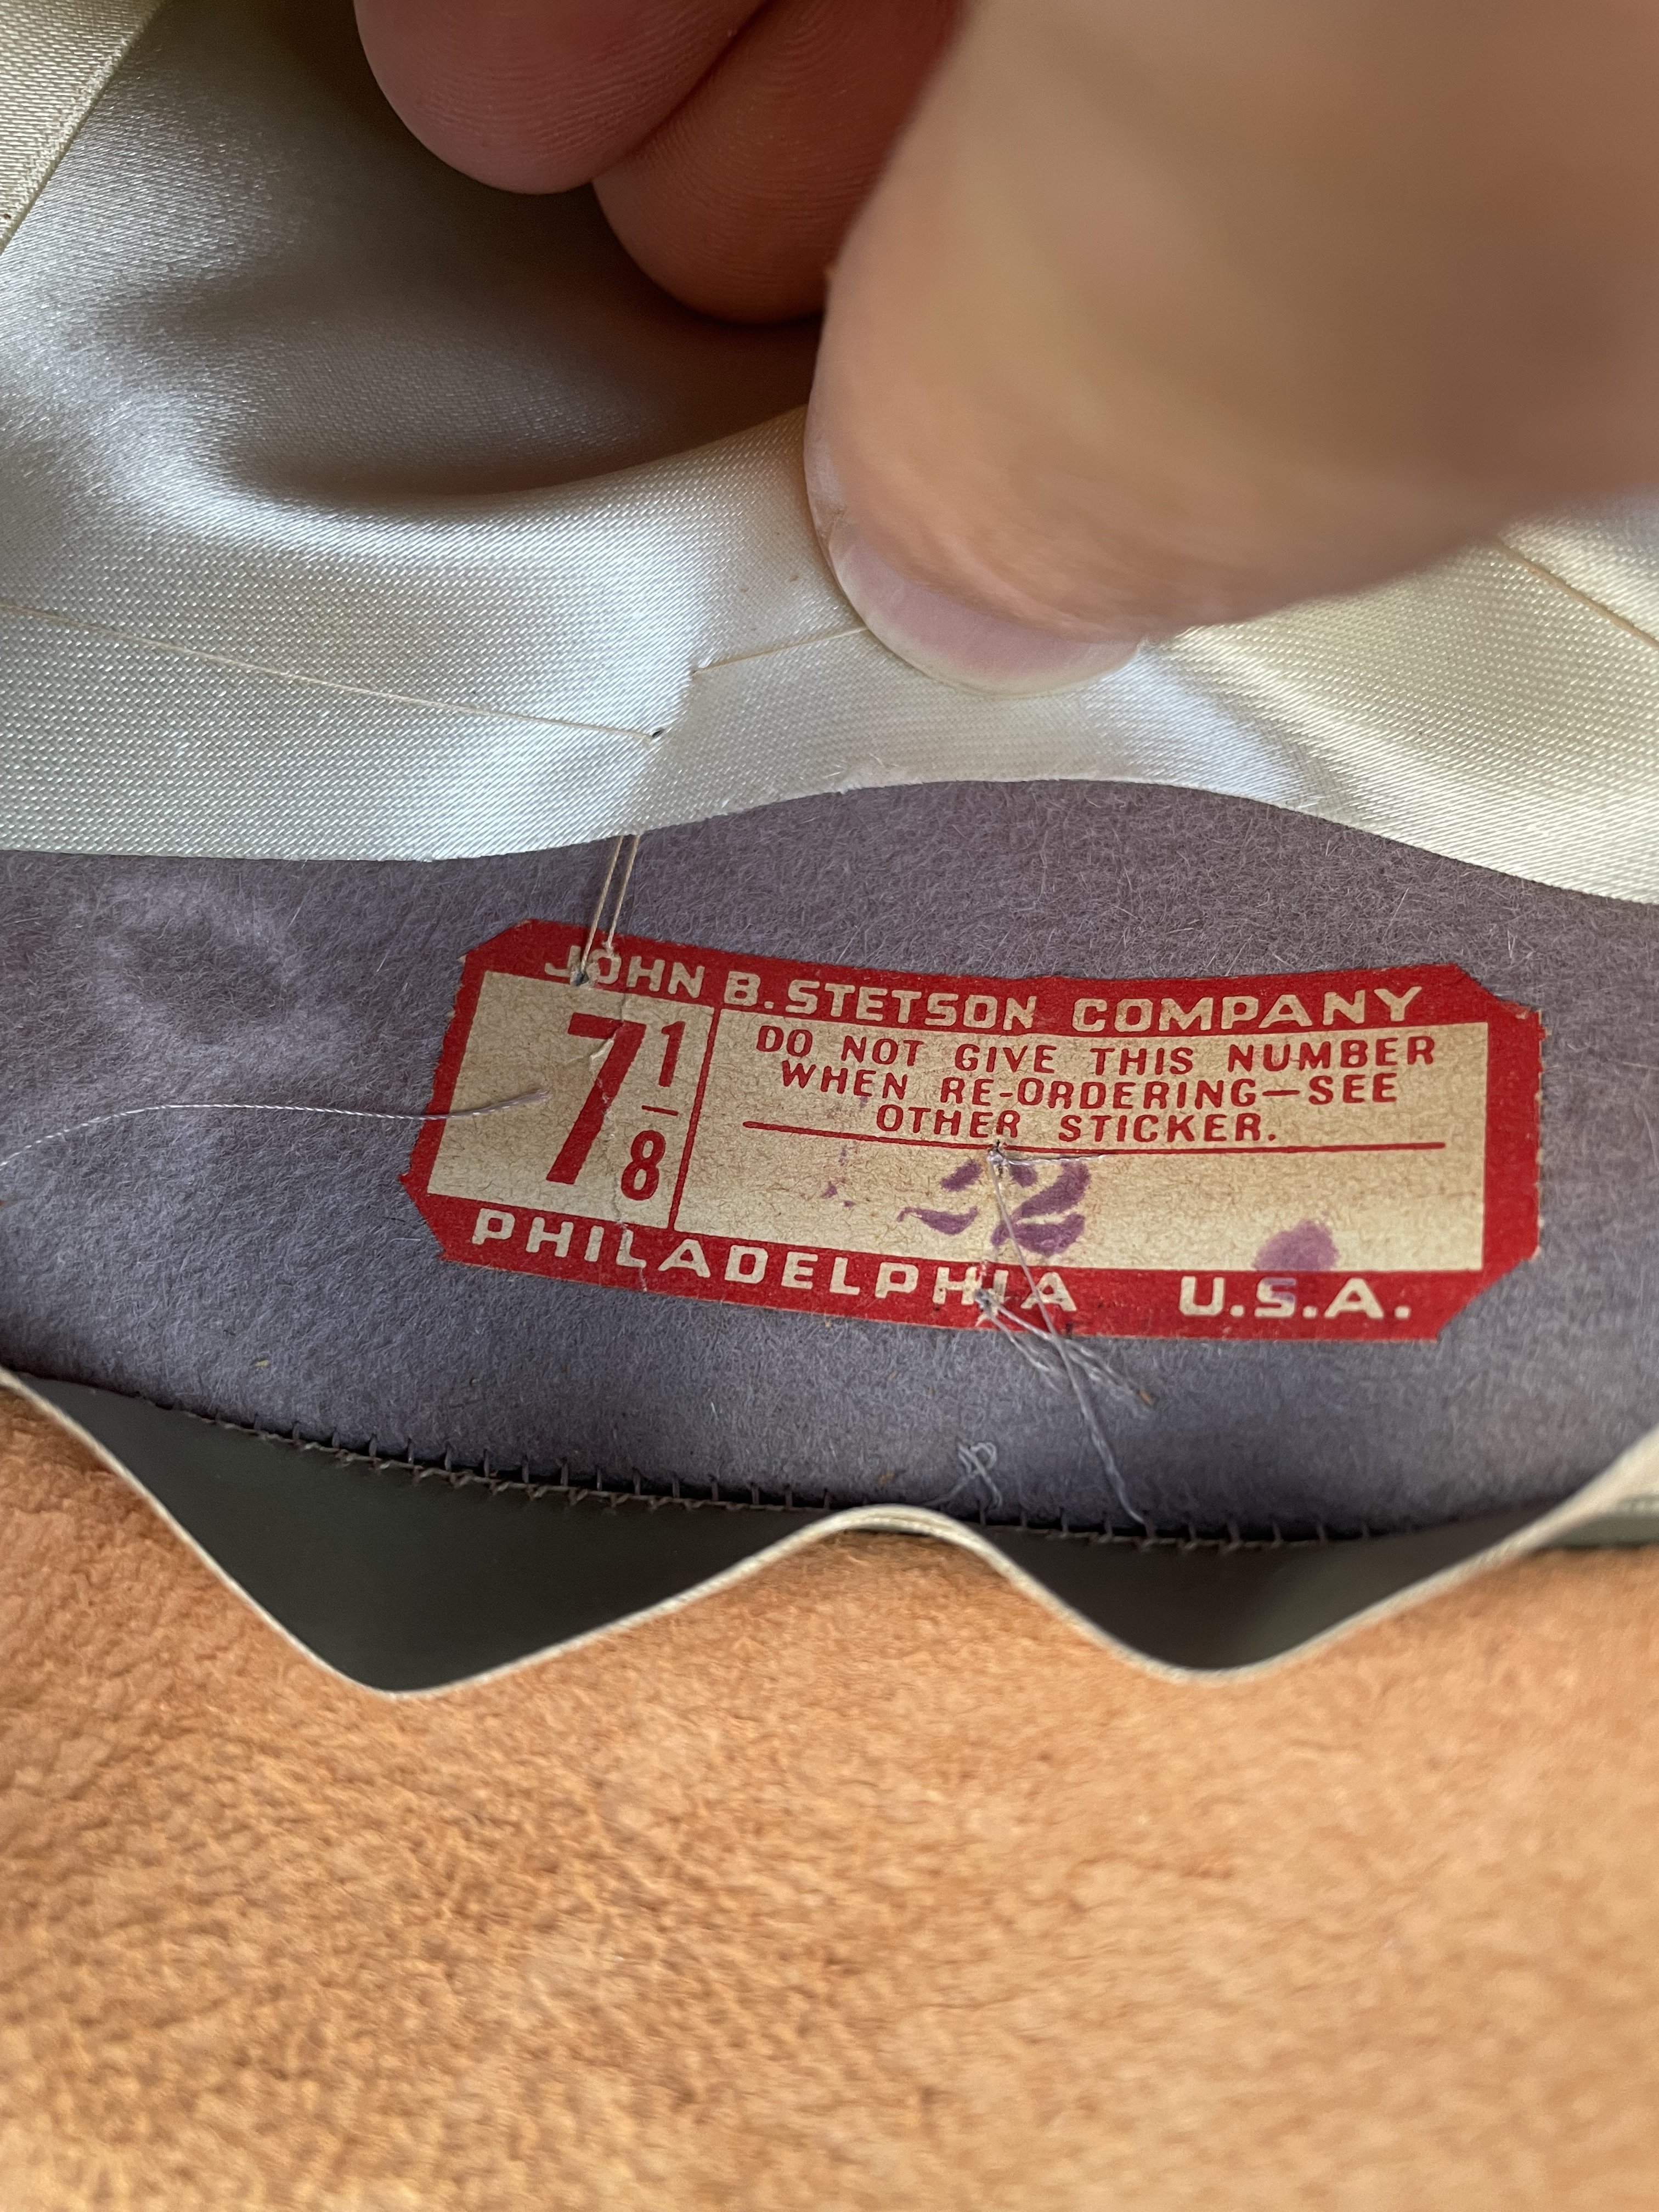 JOHN B. STETSON COMPANY
7 1/8
DO NOT GIVE THIS NUMBER
WHEN RE-ORDERING—SEE
OTHER STICKER.
PHILADELPHIA U.S.A.